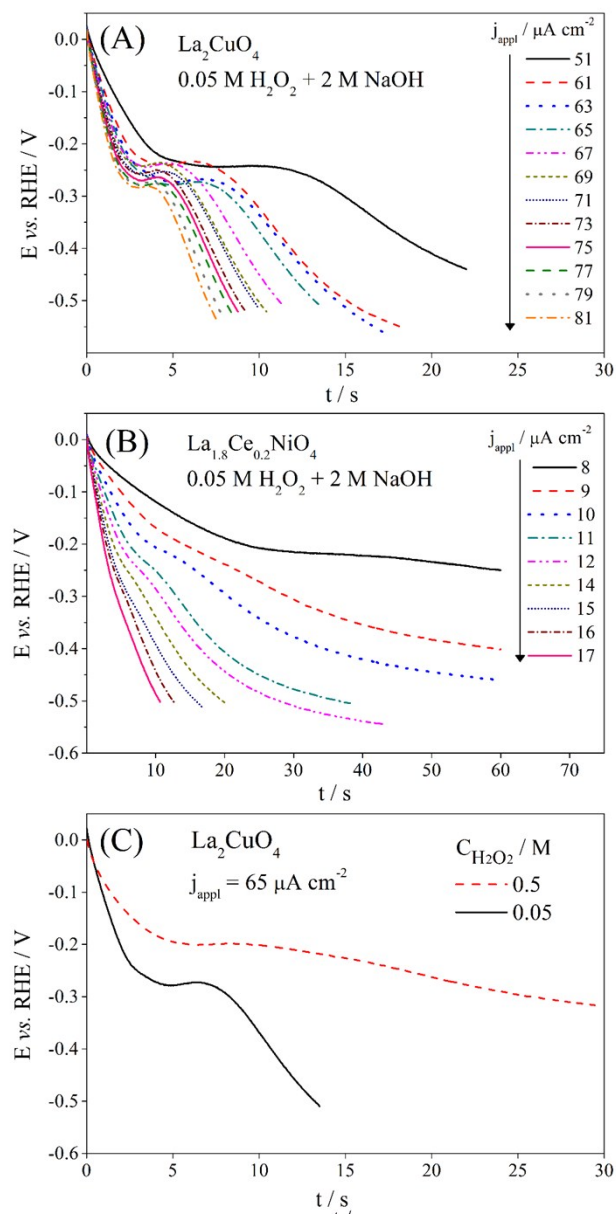 (A)
La₂CuO₄
0.05 M H₂O₂ + 2 M NaOH
j_appl / μA cm⁻²
51
61
63
65
67
69
71
73
75
77
79
81
E vs. RHE / V
0.0
-0.1
-0.2
-0.3
-0.4
-0.5
0 5 10 15 20 25 30
t / s
(B)
La₁.₈Ce₀.₂NiO₄
0.05 M H₂O₂ + 2 M NaOH
j_appl / μA cm⁻²
8
9
10
11
12
14
15
16
17
E vs. RHE / V
0.0
-0.1
-0.2
-0.3
-0.4
-0.5
-0.6
10 20 30 40 50 60 70
t / s
(C)
La₂CuO₄
j_appl = 65 μA cm⁻²
C_H₂O₂ / M
0.5
0.05
E vs. RHE / V
0.0
-0.1
-0.2
-0.3
-0.4
-0.5
-0.6
0 5 10 15 20 25 30
t / s